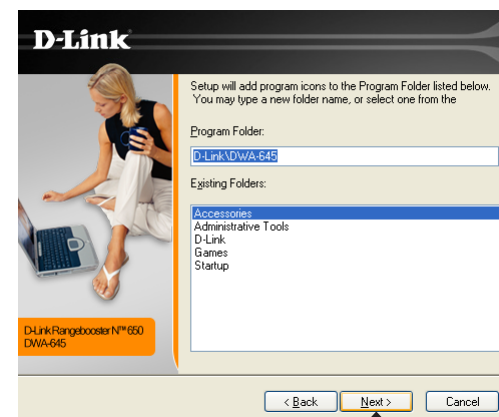 D-Link
Setup will add program icons to the Program Folder listed below.
You may type a new folder name, or select one from the
Program Folder:
D-Link\DWA-645
Existing Folders:
Accessories
Administrative Tools
D-Link
Games
Startup
D-Link Rangebooster N™ 650
DWA-645
< Back
Next >
Cancel